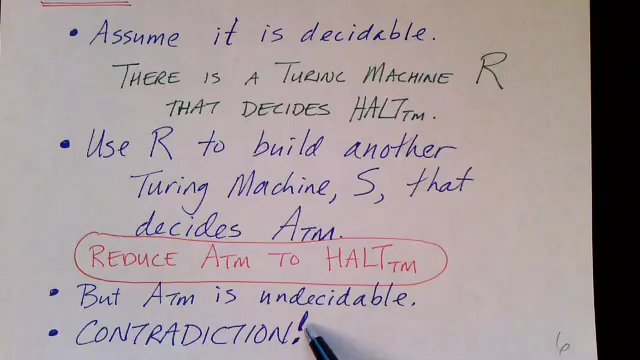 • Assume it is decidable.
THERE IS A TURING MACHINE R
THAT DECIDES HALTTM.
• Use R to build another
Turing Machine, S, that
decides ATM.
REDUCE ATM TO HALTTM
• But ATM is undecidable.
• CONTRADICTION!
6